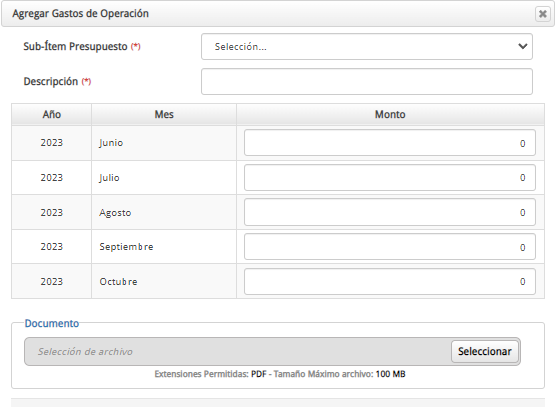 Agregar Gastos de Operación
Sub-Ítem Presupuesto (*) Selección...
Descripción (*)
Año Mes Monto
2023 Junio 0
2023 Julio 0
2023 Agosto 0
2023 Septiembre 0
2023 Octubre 0
Documento
Selección de archivo Seleccionar
Extensiones Permitidas: PDF - Tamaño Máximo archivo: 100 MB